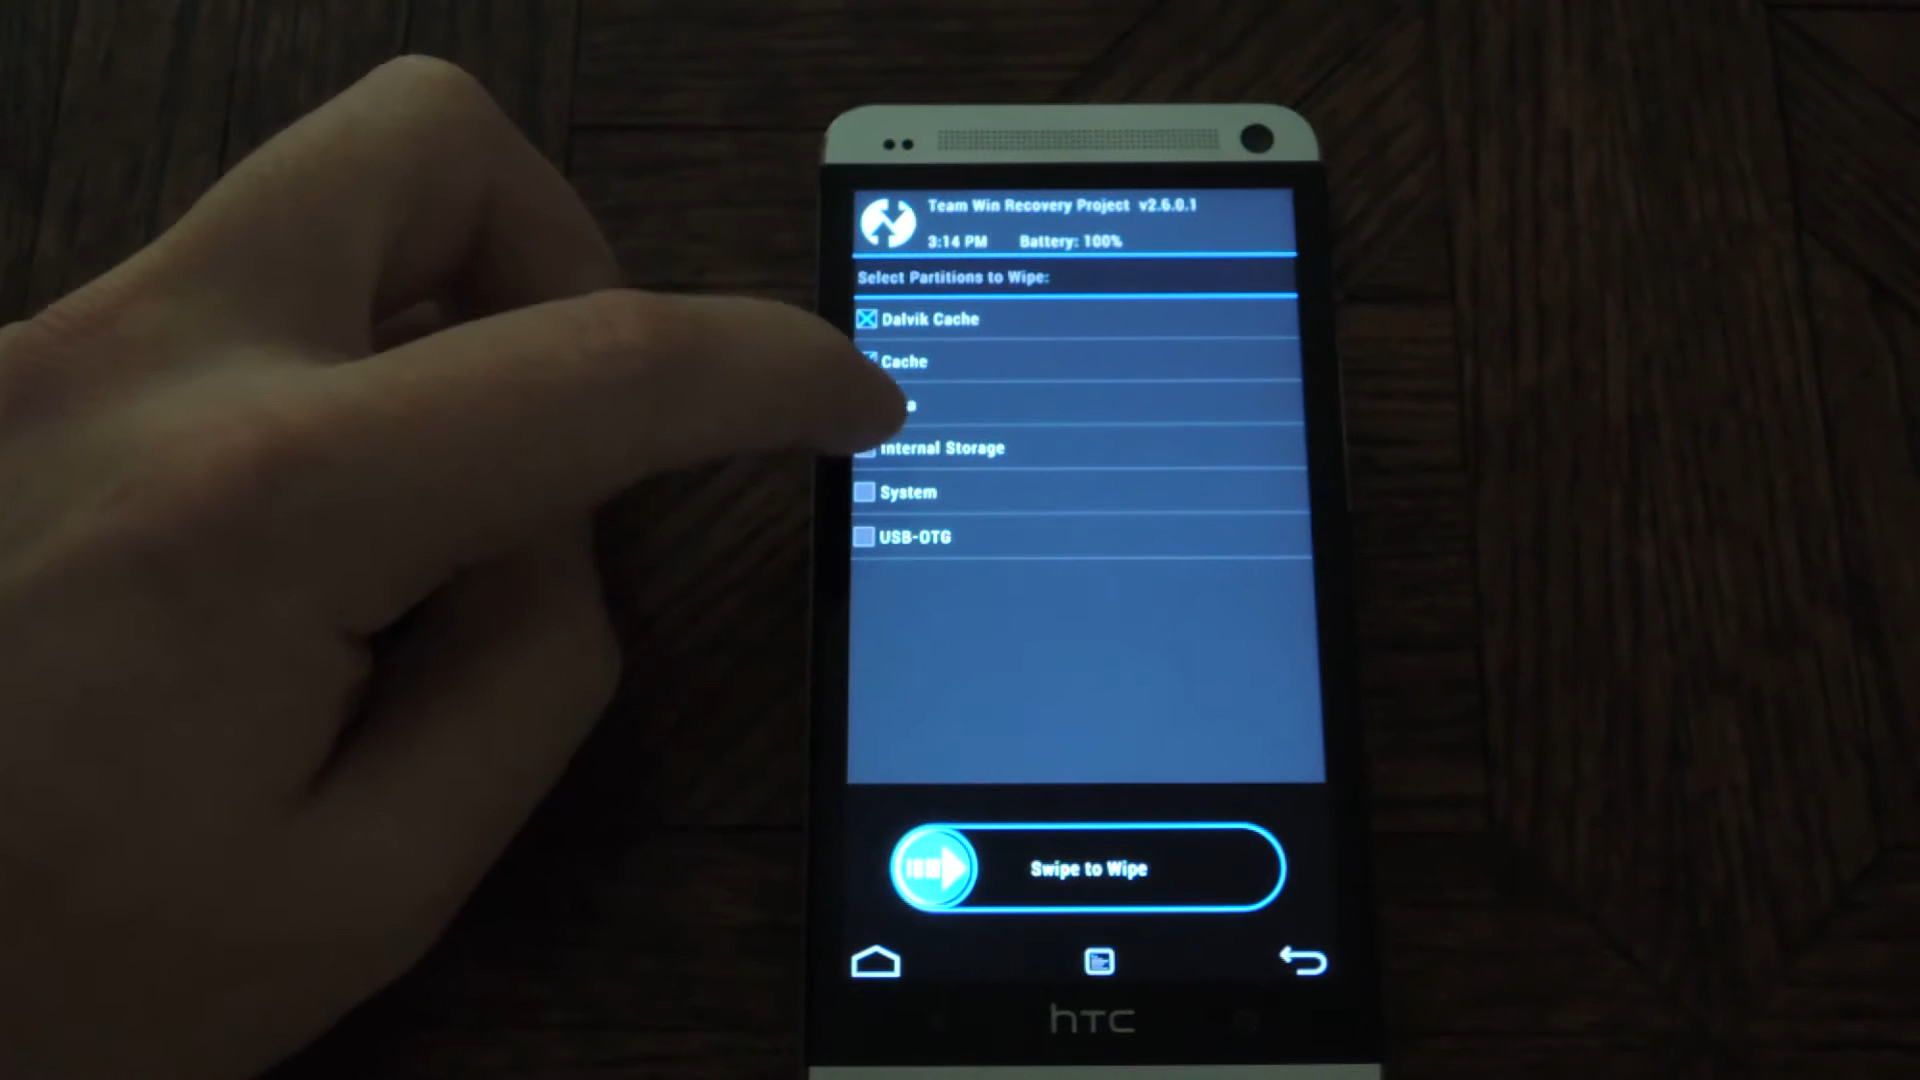 Team Win Recovery Project v2.6.0.1
3:14 PM Battery: 100%
Select Partitions to Wipe:
Dalvik Cache
Cache
a
Internal Storage
System
USB-OTG
Swipe to Wipe
hTC